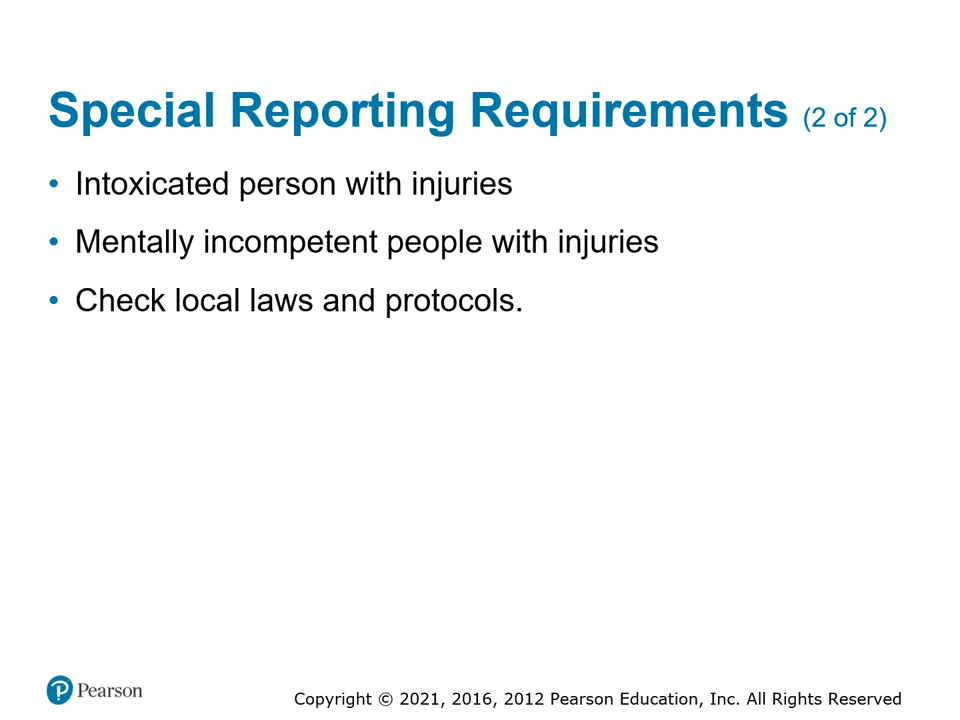 Special Reporting Requirements (2 of 2)
• Intoxicated person with injuries
• Mentally incompetent people with injuries
• Check local laws and protocols.
Pearson
Copyright © 2021, 2016, 2012 Pearson Education, Inc. All Rights Reserved